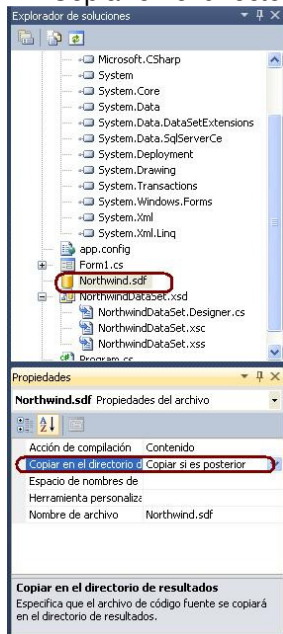 Explorador de soluciones
Microsoft.CSharp
System
System.Core
System.Data
System.Data.DataSetExtensions
System.Data.SqlServerCe
System.Deployment
System.Drawing
System.Transactions
System.Windows.Forms
System.Xml
System.Xml.Linq
app.config
Form1.cs
Northwind.sdf
NorthwindDataSet.xsd
NorthwindDataSet.Designer.cs
NorthwindDataSet.xsc
NorthwindDataSet.xss
Program.cs
Propiedades
Northwind.sdf Propiedades del archivo
Acción de compilación Contenido
Copiar en el directorio d Copiar si es posterior
Espacio de nombres de
Herramienta personaliza
Nombre de archivo Northwind.sdf
Copiar en el directorio de resultados
Especifica que el archivo de código fuente se copiará
en el directorio de resultados.